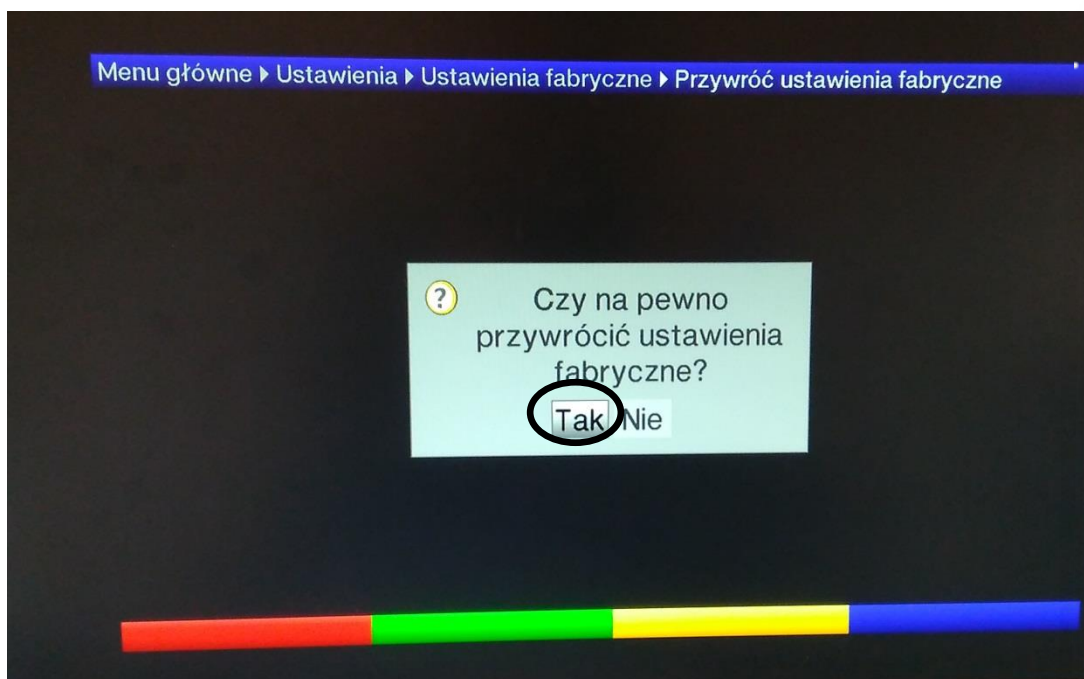 Menu główne ▶ Ustawienia ▶ Ustawienia fabryczne ▶ Przywróć ustawienia fabryczne
?
Czy na pewno
przywrócić ustawienia
fabryczne?
Tak Nie